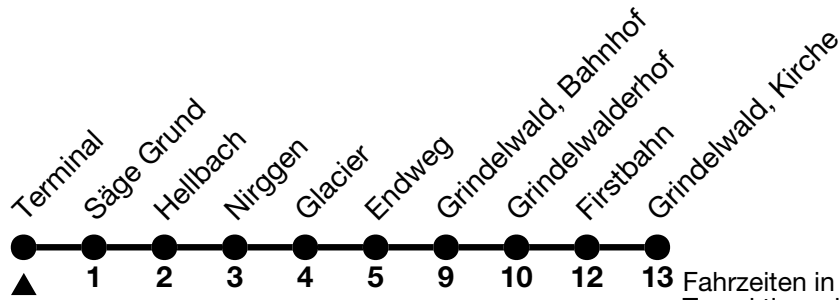 Terminal
Säge Grund
Hellbach
Nirggen
Glacier
Endweg
Grindelwald, Bahnhof
Grindelwalderhof
Firstbahn
Grindelwald, Kirche
1 2 3 4 5 9 10 12 13 Fahrzeiten in